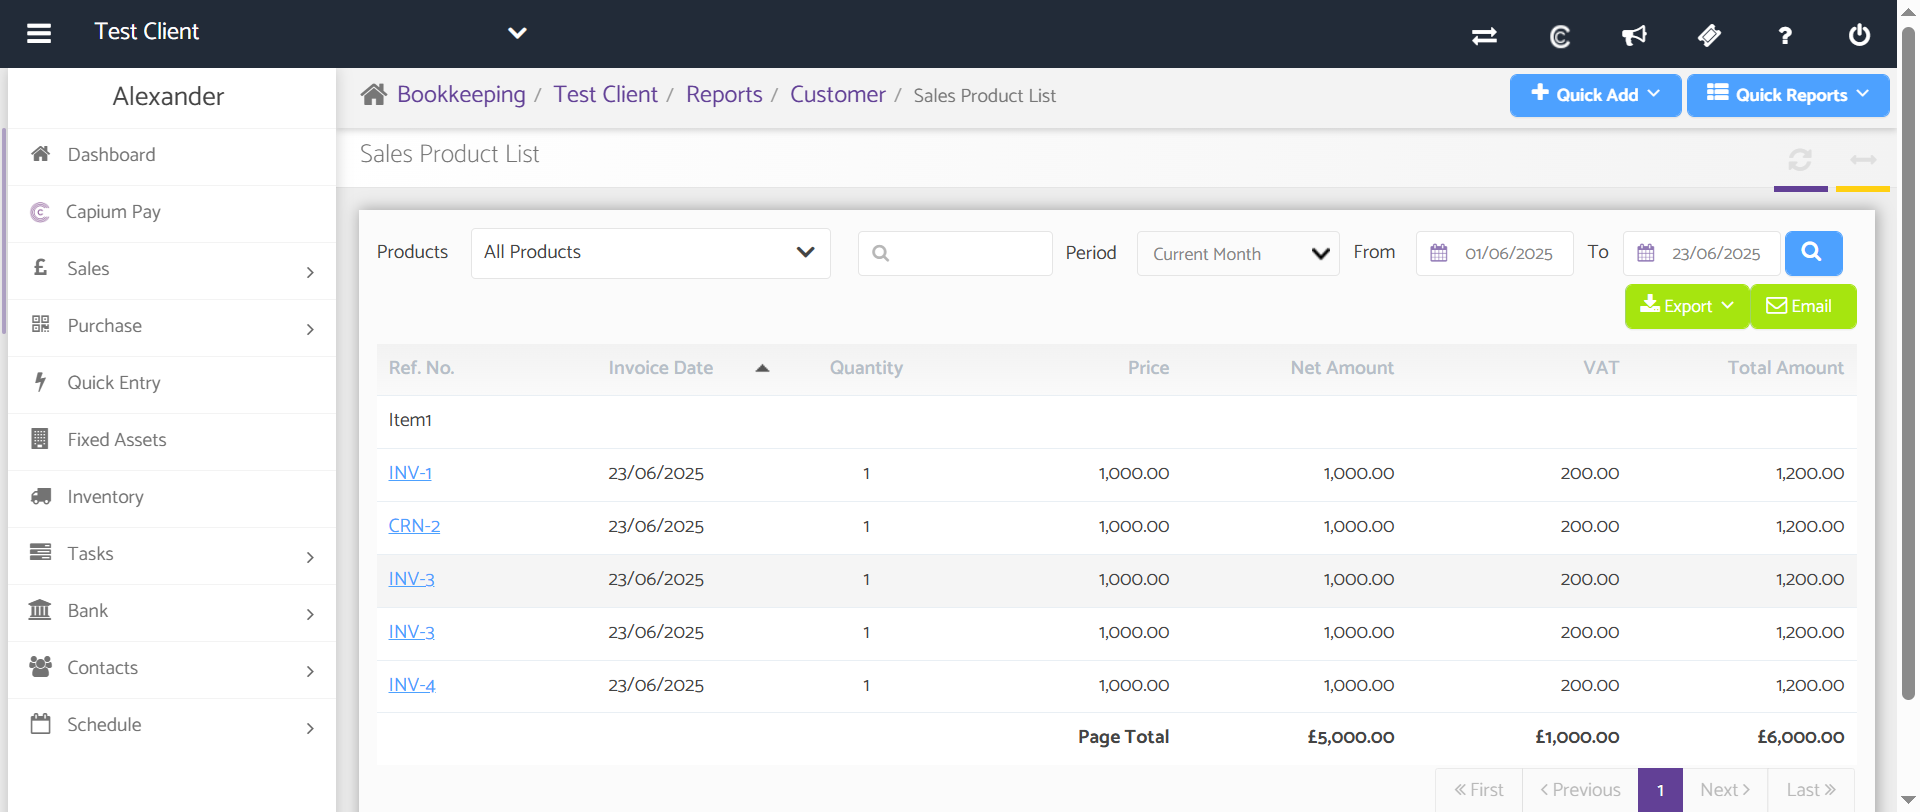 Test Client
?
Alexander
Bookkeeping / Test Client / Reports / Customer / Sales Product List
Quick Add
Quick Reports
Dashboard
Capium Pay
Sales
Purchase
Quick Entry
Fixed Assets
Inventory
Tasks
Bank
Contacts
Schedule
Sales Product List
Products All Products Period Current Month From 01/06/2025 To 23/06/2025
Export Email
Ref. No. Invoice Date Quantity Price Net Amount VAT Total Amount
Item1
INV-1 23/06/2025 1 1,000.00 1,000.00 200.00 1,200.00
CRN-2 23/06/2025 1 1,000.00 1,000.00 200.00 1,200.00
INV-3 23/06/2025 1 1,000.00 1,000.00 200.00 1,200.00
INV-3 23/06/2025 1 1,000.00 1,000.00 200.00 1,200.00
INV-4 23/06/2025 1 1,000.00 1,000.00 200.00 1,200.00
Page Total £5,000.00 £1,000.00 £6,000.00
« First ‹ Previous 1 Next › Last »